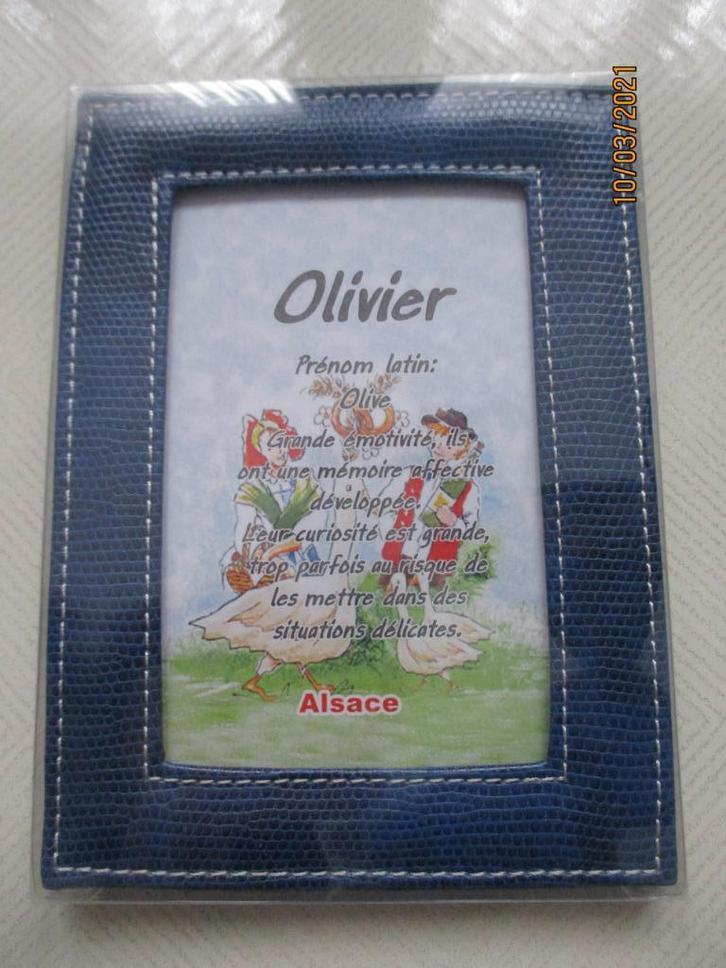 10/03/2021
Olivier
Prénom latin:
Olive
Grande émotivité, ils
ont une mémoire affective
développée.
Leur curiosité est grande,
trop parfois au risque de
les mettre dans des
situations délicates.
Alsace